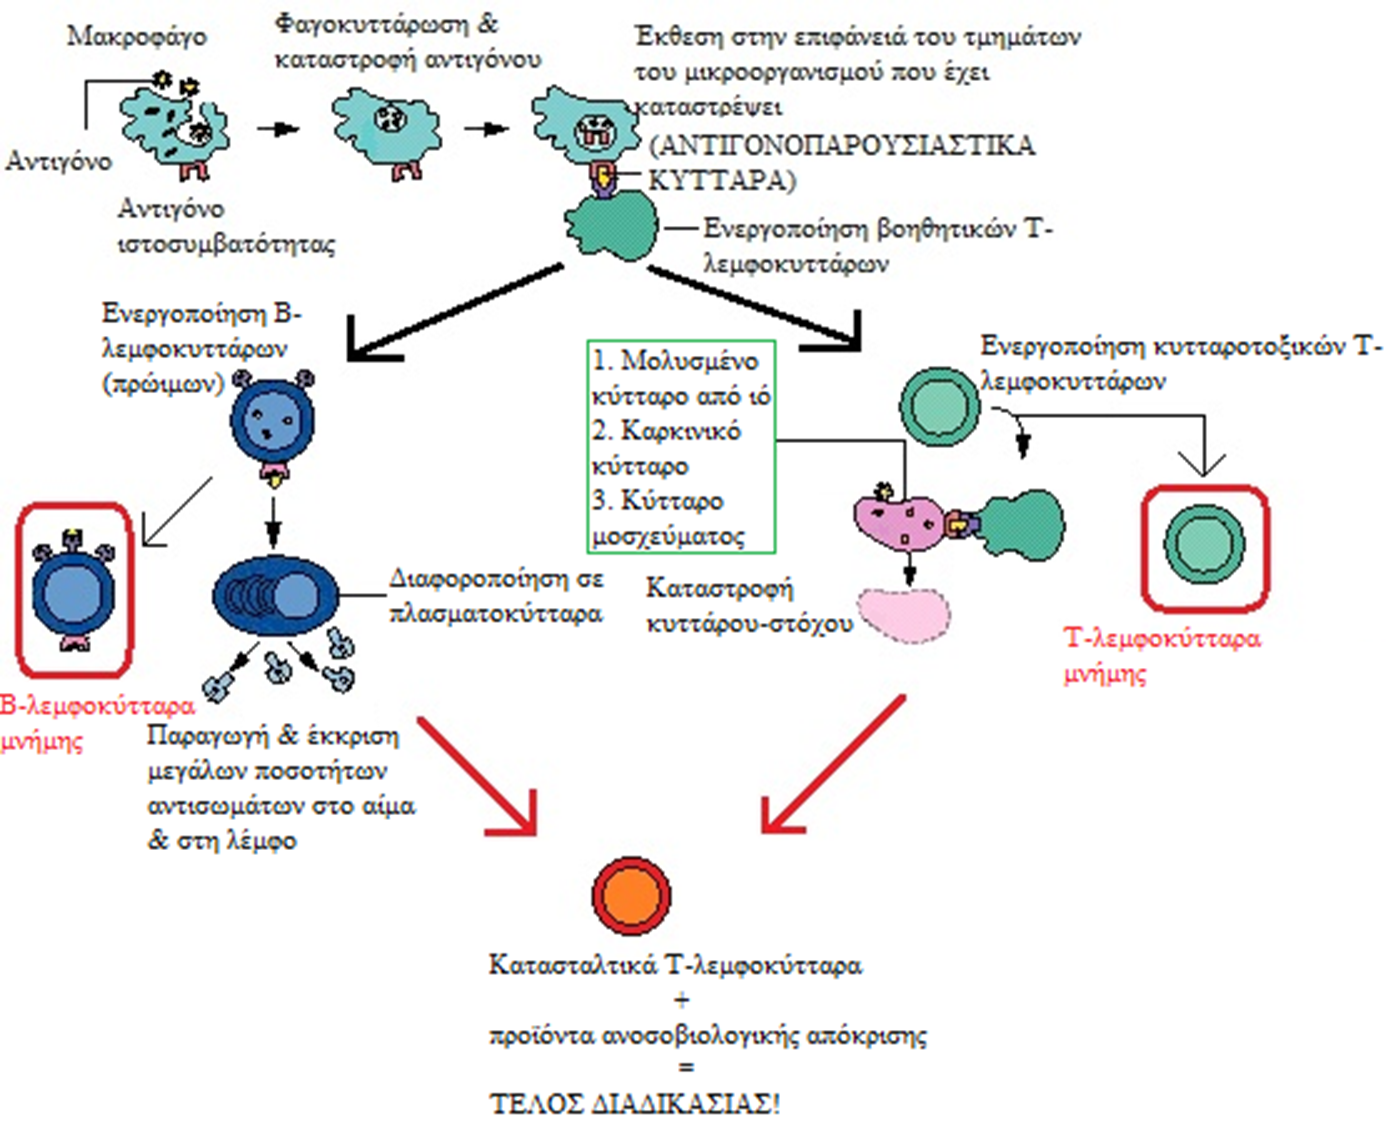 Μακροφάγο
Φαγοκυττάρωση &
καταστροφή αντιγόνου
Έκθεση στην επιφάνειά του τμημάτων
του μικροοργανισμού που έχει
καταστρέψει
(ΑΝΤΙΓΟΝΟΠΑΡΟΥΣΙΑΣΤΙΚΑ
ΚΥΤΤΑΡΑ)
Αντιγόνο
Αντιγόνο
ιστοσυμβατότητας
Ενεργοποίηση βοηθητικών Τ-
λεμφοκυττάρων
Ενεργοποίηση Β-
λεμφοκυττάρων
(πρώιμων)
1. Μολυσμένο
κύτταρο από ιό
2. Καρκινικό
κύτταρο
3. Κύτταρο
μοσχεύματος
Ενεργοποίηση κυτταροτοξικών Τ-
λεμφοκυττάρων
Διαφοροποίηση σε
πλασματοκύτταρα
Καταστροφή
κυττάρου-στόχου
Τ-λεμφοκύτταρα
μνήμης
Β-λεμφοκύτταρα
μνήμης
Παραγωγή & έκκριση
μεγάλων ποσοτήτων
αντισωμάτων στο αίμα
& στη λέμφο
Κατασταλτικά Τ-λεμφοκύτταρα
+
προϊόντα ανοσοβιολογικής απόκρισης
=
ΤΕΛΟΣ ΔΙΑΔΙΚΑΣΙΑΣ!